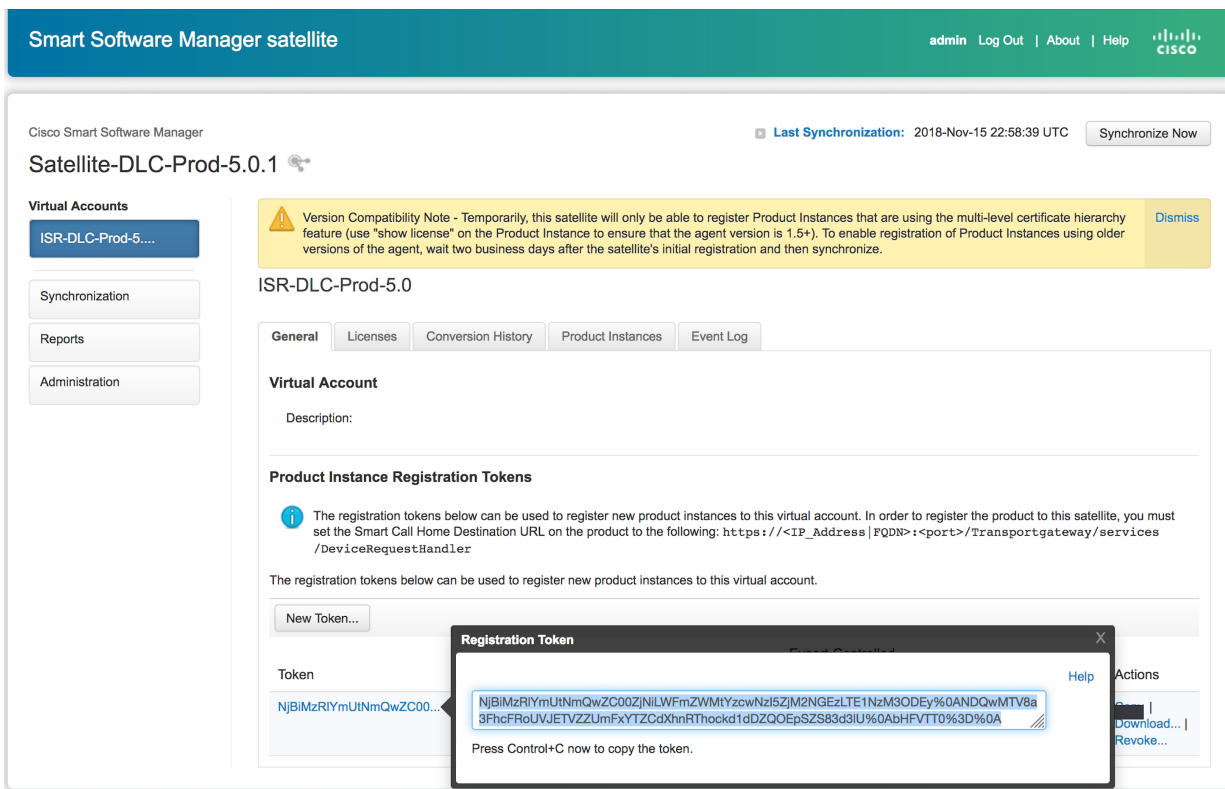 Smart Software Manager satellite
admin Log Out | About | Help
CISCO
Cisco Smart Software Manager
Last Synchronization: 2018-Nov-15 22:58:39 UTC
Synchronize Now
Satellite-DLC-Prod-5.0.1
Virtual Accounts
ISR-DLC-Prod-5....
Synchronization
Reports
Administration
Version Compatibility Note - Temporarily, this satellite will only be able to register Product Instances that are using the multi-level certificate hierarchy
feature (use "show license" on the Product Instance to ensure that the agent version is 1.5+). To enable registration of Product Instances using older
versions of the agent, wait two business days after the satellite's initial registration and then synchronize.
Dismiss
ISR-DLC-Prod-5.0
General Licenses Conversion History Product Instances Event Log
Virtual Account
Description:
Product Instance Registration Tokens
The registration tokens below can be used to register new product instances to this virtual account. In order to register the product to this satellite, you must
set the Smart Call Home Destination URL on the product to the following: https://<IP_Address|FQDN>:<port>/Transportgateway/services
/DeviceRequestHandler
The registration tokens below can be used to register new product instances to this virtual account.
New Token...
Registration Token
X
Token
Help
Actions
NjBiMzRlYmUtNmQwZC00...
NjBiMzRlYmUtNmQwZC00ZjNiLWFmZWMtYzcwNzI5ZjM2NGEzLTE1NzM3ODEy%0ANDQwMTV8a
3FhcFRoUVJETVZZUmFxYTZCdXhnRThockd1dDZQOEpSZS83d3lU%0AbHFVTT0%3D%0A
Press Control+C now to copy the token.
|
Download... |
Revoke...